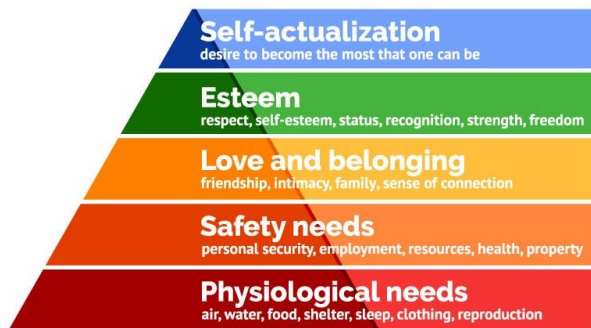 Self-actualization
desire to become the most that one can be
Esteem
respect, self-esteem, status, recognition, strength, freedom
Love and belonging
friendship, intimacy, family, sense of connection
Safety needs
personal security, employment, resources, health, property
Physiological needs
air, water, food, shelter, sleep, clothing, reproduction